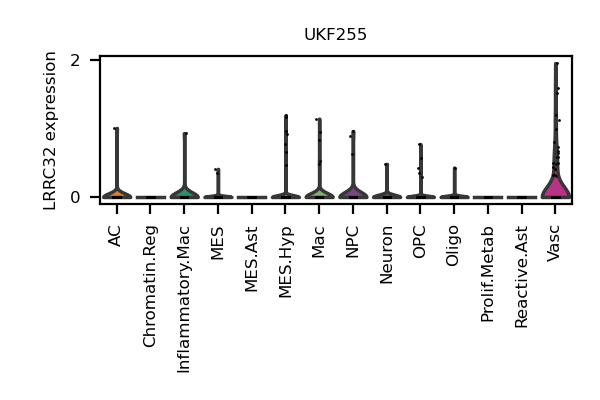 UKF255
LRRC32 expression
2
0
AC
Chromatin.Reg
Inflammatory.Mac
MES
MES.Ast
MES.Hyp
Mac
NPC
Neuron
OPC
Oligo
Prolif.Metab
Reactive.Ast
Vasc